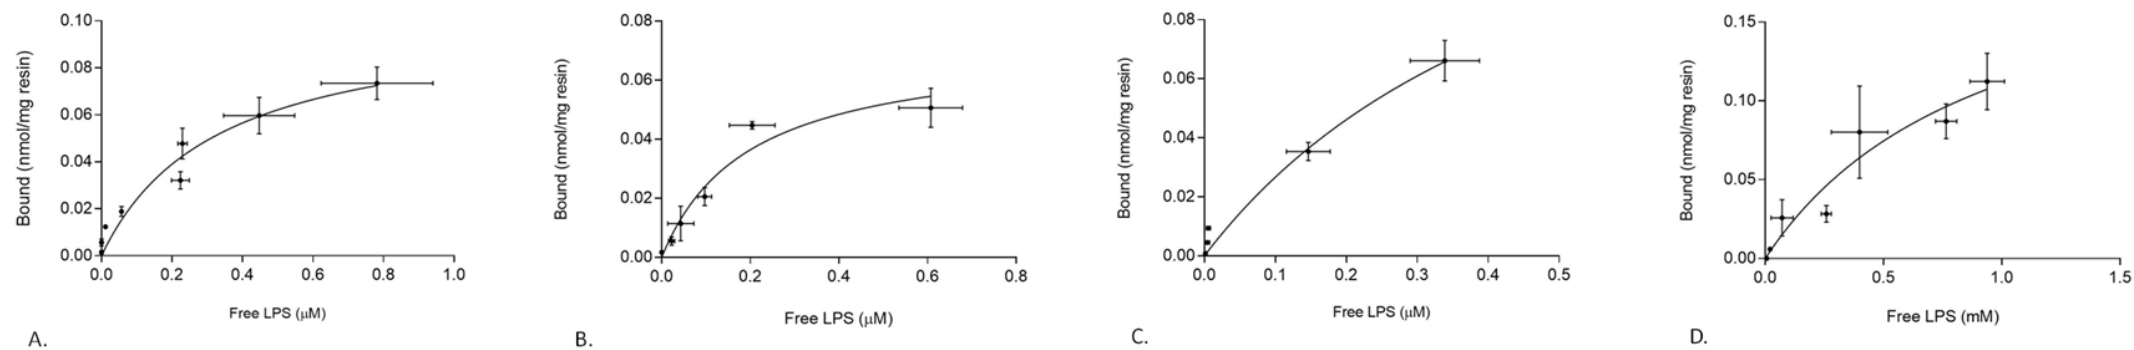 0.10
0.08
0.06
0.04
0.02
0.00
0.0 0.2 0.4 0.6 0.8 1.0
Bound (nmol/mg resin)
Free LPS (μM)
A.
0.08
0.06
0.04
0.02
0.00
0.0 0.2 0.4 0.6 0.8
Bound (nmol/mg resin)
Free LPS (μM)
B.
0.08
0.06
0.04
0.02
0.00
0.0 0.1 0.2 0.3 0.4 0.5
Bound (nmol/mg resin)
Free LPS (μM)
C.
0.15
0.10
0.05
0.00
0.0 0.5 1.0 1.5
Bound (nmol/mg resin)
Free LPS (mM)
D.